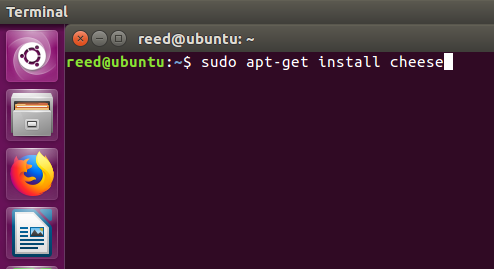 Terminal
reed@ubuntu: ~
reed@ubuntu:~$ sudo apt-get install cheese